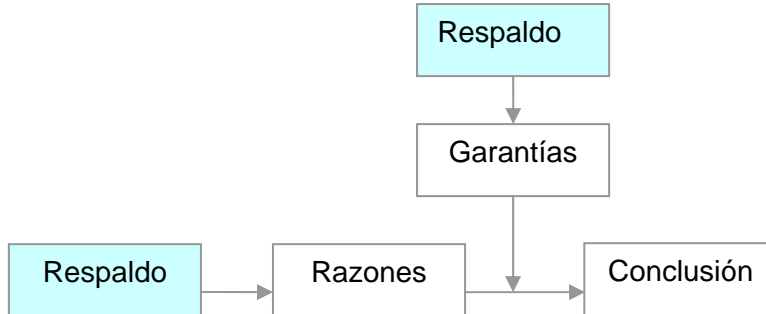 Respaldo
Garantías
Respaldo
Razones
Conclusión